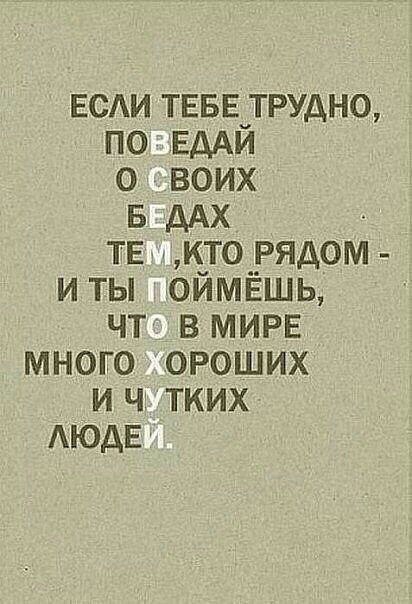 ЕСЛИ ТЕБЕ ТРУДНО,
ПОВЕДАЙ
О СВОИХ
БЕДАХ
ТЕМ,КТО РЯДОМ -
И ТЫ ПОЙМЁШЬ,
ЧТО В МИРЕ
МНОГО ХОРОШИХ
И ЧУТКИХ
ЛЮДЕЙ.